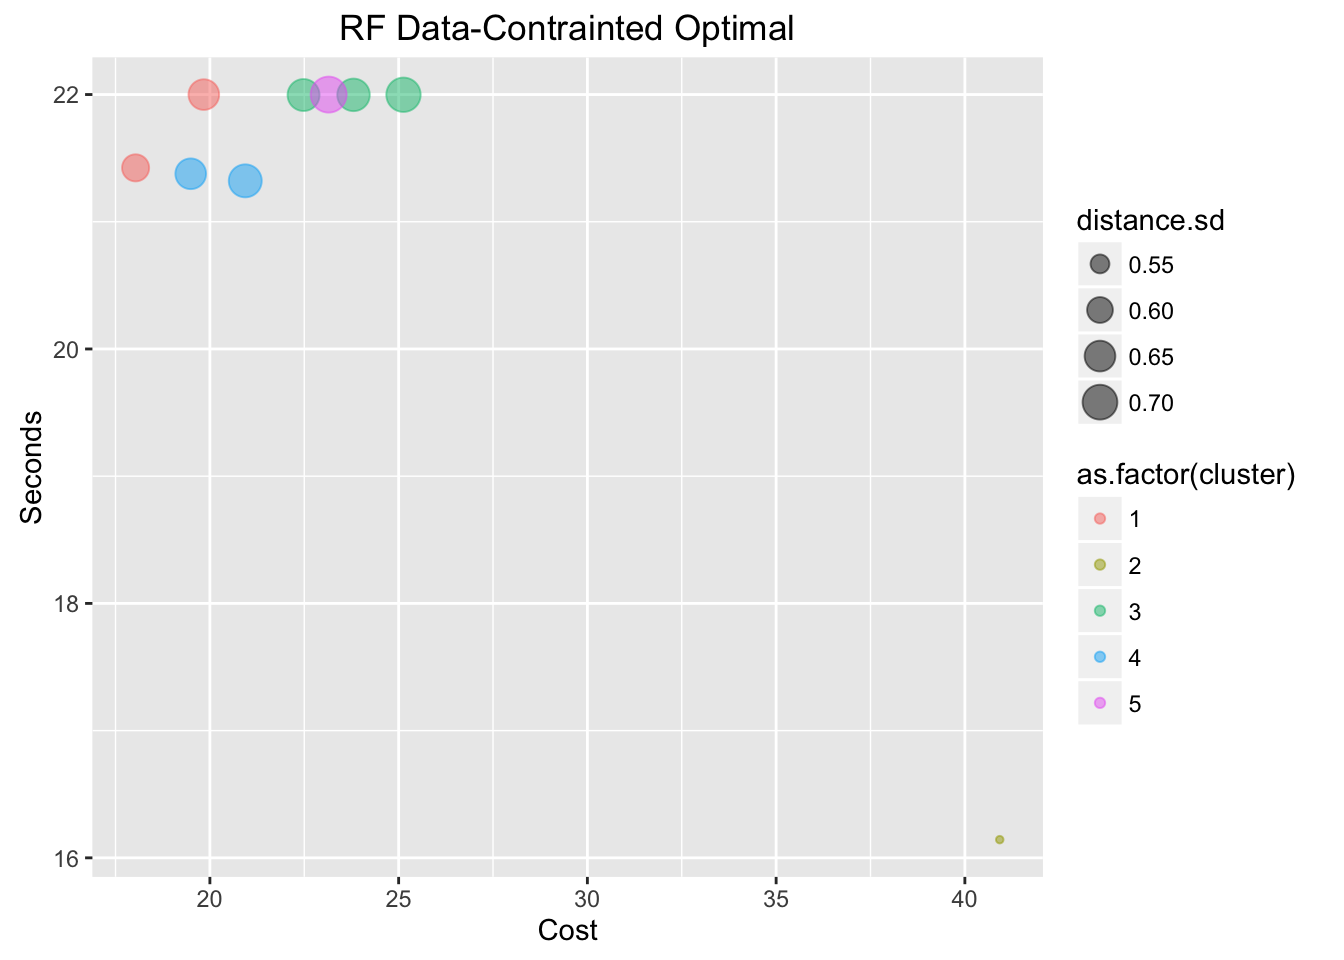 RF Data-Contrainted Optimal
22
20
18
16
Seconds
20 25 30 35 40
Cost
distance.sd
0.55
0.60
0.65
0.70
as.factor(cluster)
1
2
3
4
5